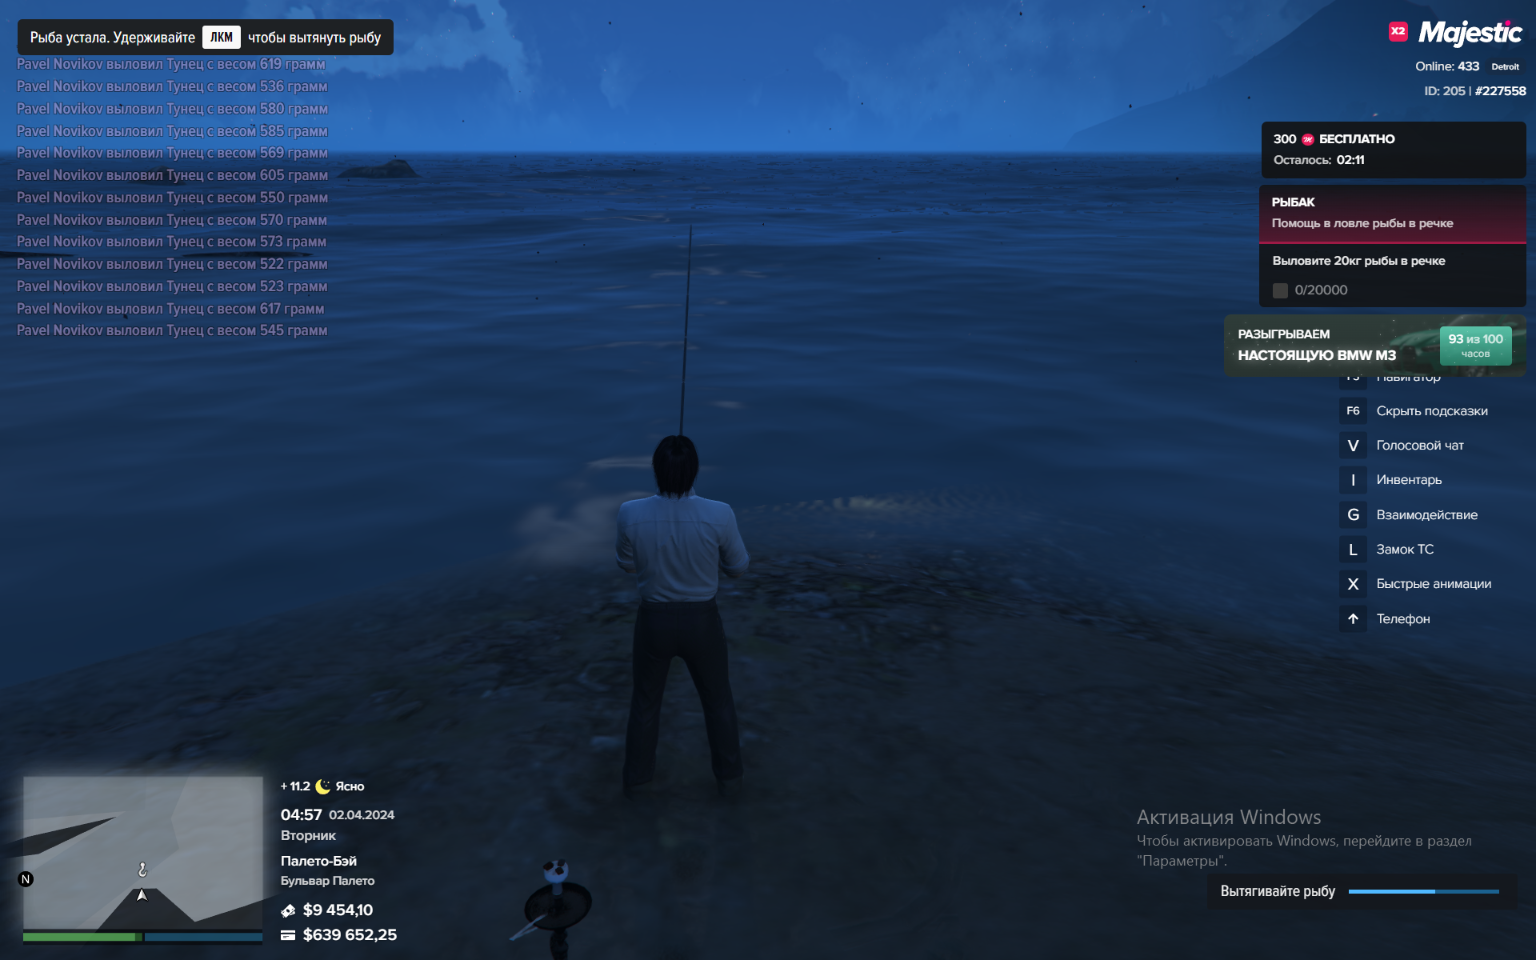 Рыба устала. Удерживайте ЛКМ чтобы вытянуть рыбу
Pavel Novikov выловил Тунец с весом 619 грамм
Pavel Novikov выловил Тунец с весом 536 грамм
Pavel Novikov выловил Тунец с весом 580 грамм
Pavel Novikov выловил Тунец с весом 585 грамм
Pavel Novikov выловил Тунец с весом 569 грамм
Pavel Novikov выловил Тунец с весом 605 грамм
Pavel Novikov выловил Тунец с весом 550 грамм
Pavel Novikov выловил Тунец с весом 570 грамм
Pavel Novikov выловил Тунец с весом 573 грамм
Pavel Novikov выловил Тунец с весом 522 грамм
Pavel Novikov выловил Тунец с весом 523 грамм
Pavel Novikov выловил Тунец с весом 617 грамм
Pavel Novikov выловил Тунец с весом 545 грамм
X2 Majestic
Online: 433 Detroit
ID: 205 | #227558
300 БЕСПЛАТНО
Осталось: 02:11
РЫБАК
Помощь в ловле рыбы в речке
Выловите 20кг рыбы в речке
0/20000
РАЗЫГРЫВАЕМ
НАСТОЯЩУЮ BMW M3
93 из 100
часов
Навигатор
F6 Скрыть подсказки
V Голосовой чат
I Инвентарь
G Взаимодействие
L Замок ТС
X Быстрые анимации
Телефон
N
+11.2 Ясно
04:57 02.04.2024
Вторник
Палето-Бэй
Бульвар Палето
$9 454,10
$639 652,25
Активация Windows
Чтобы активировать Windows, перейдите в раздел
"Параметры".
Вытягивайте рыбу